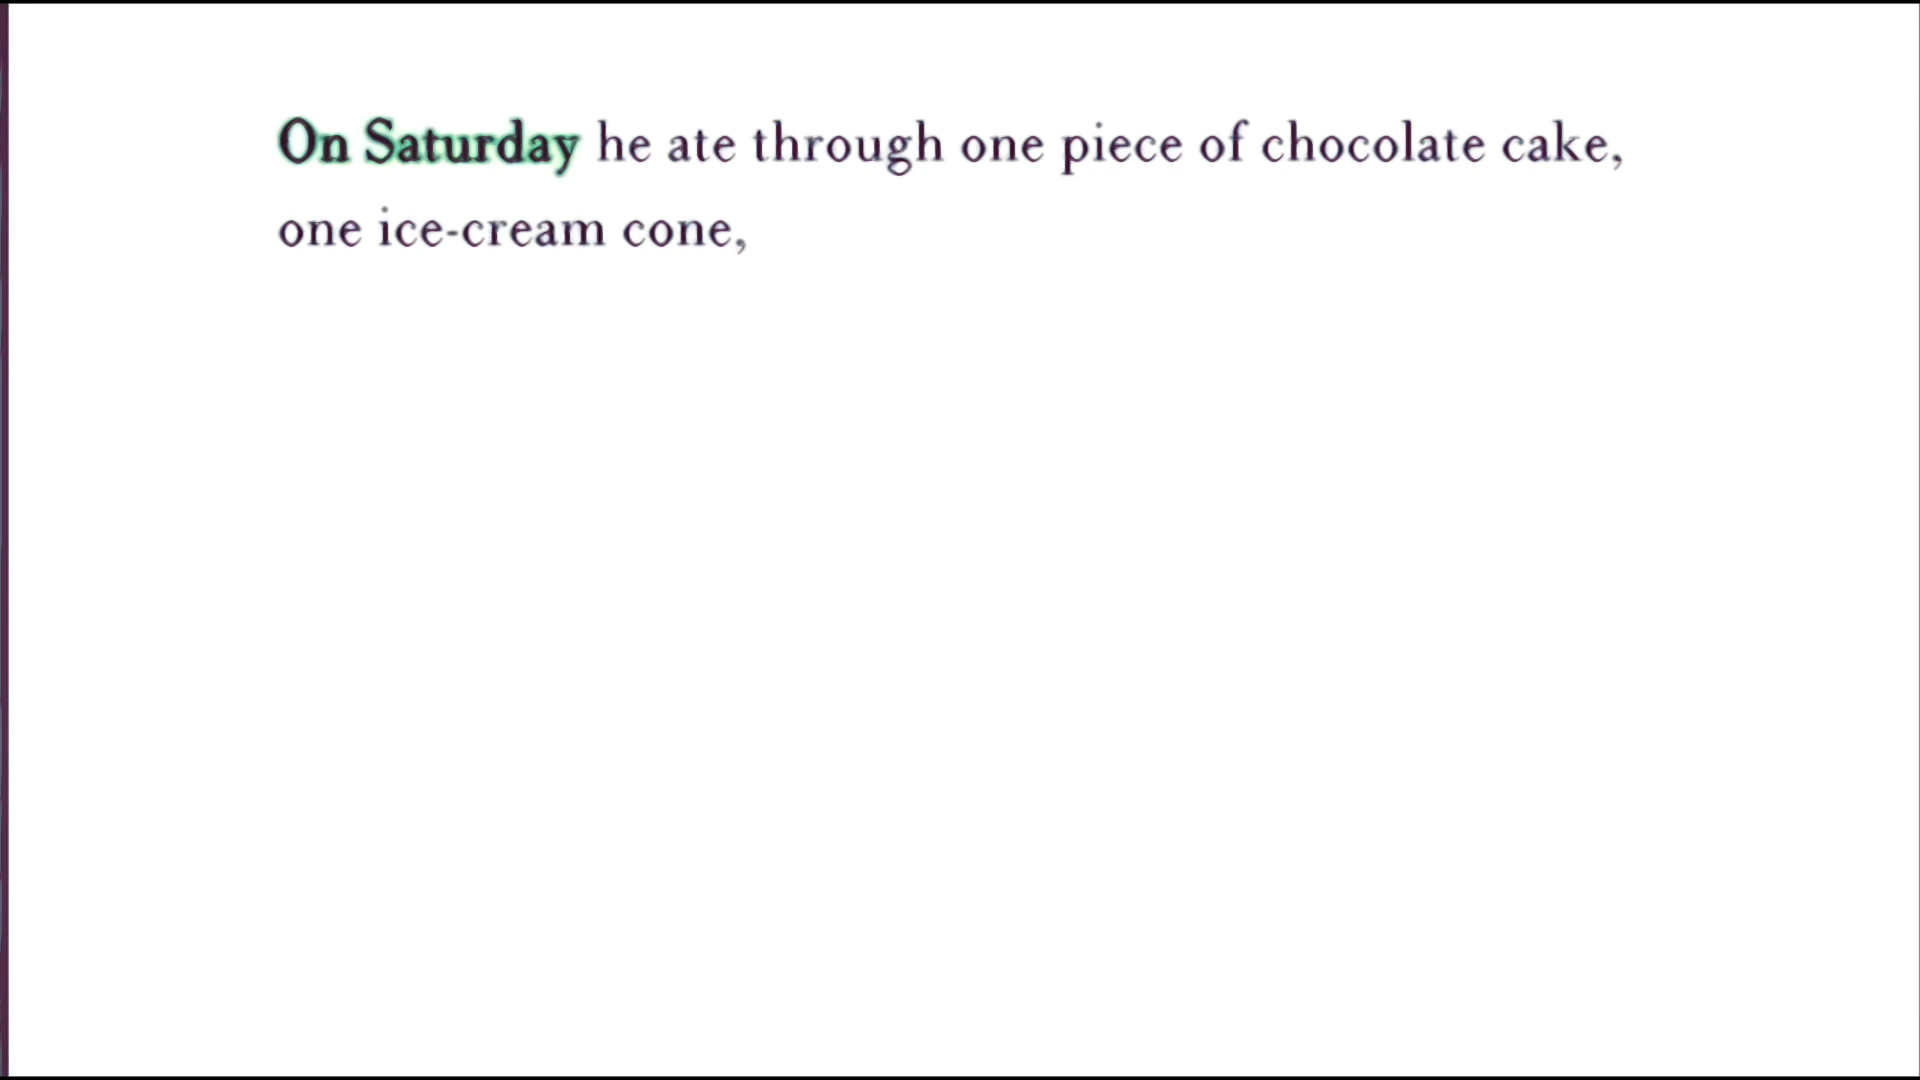 On Saturday he ate through one piece of chocolate cake,
one ice-cream cone,